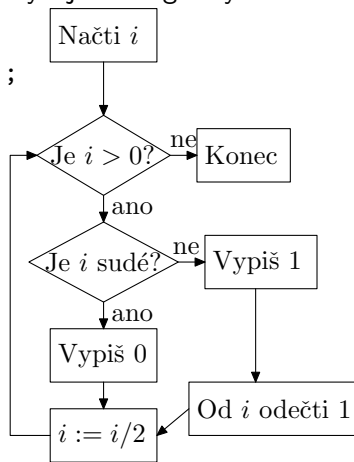 Načti i
;
Je i > 0?
ne
Konec
ano
Je i sudé?
ne
Vypiš 1
ano
Vypiš 0
Od i odečti 1
i := i/2